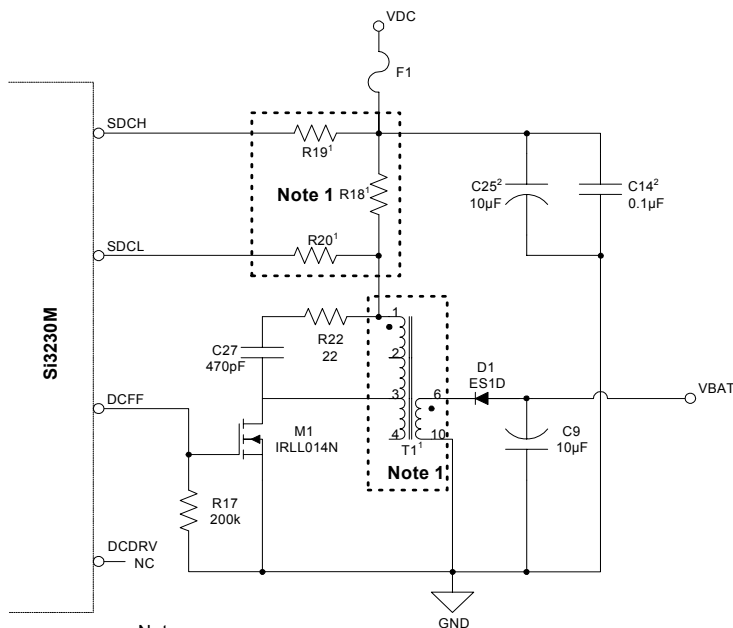 VDC
F1
SDCH
R19¹
Note 1
R18¹
C25²
10µF
C14²
0.1µF
SDCL
R20¹
Si3230M
1
R22
22
C27
470pF
2
D1
ES1D
DCFF
3
6
VBAT
M1
IRLL014N
4
10
C9
10µF
T1¹
Note 1
R17
200k
DCDRV
NC
GND